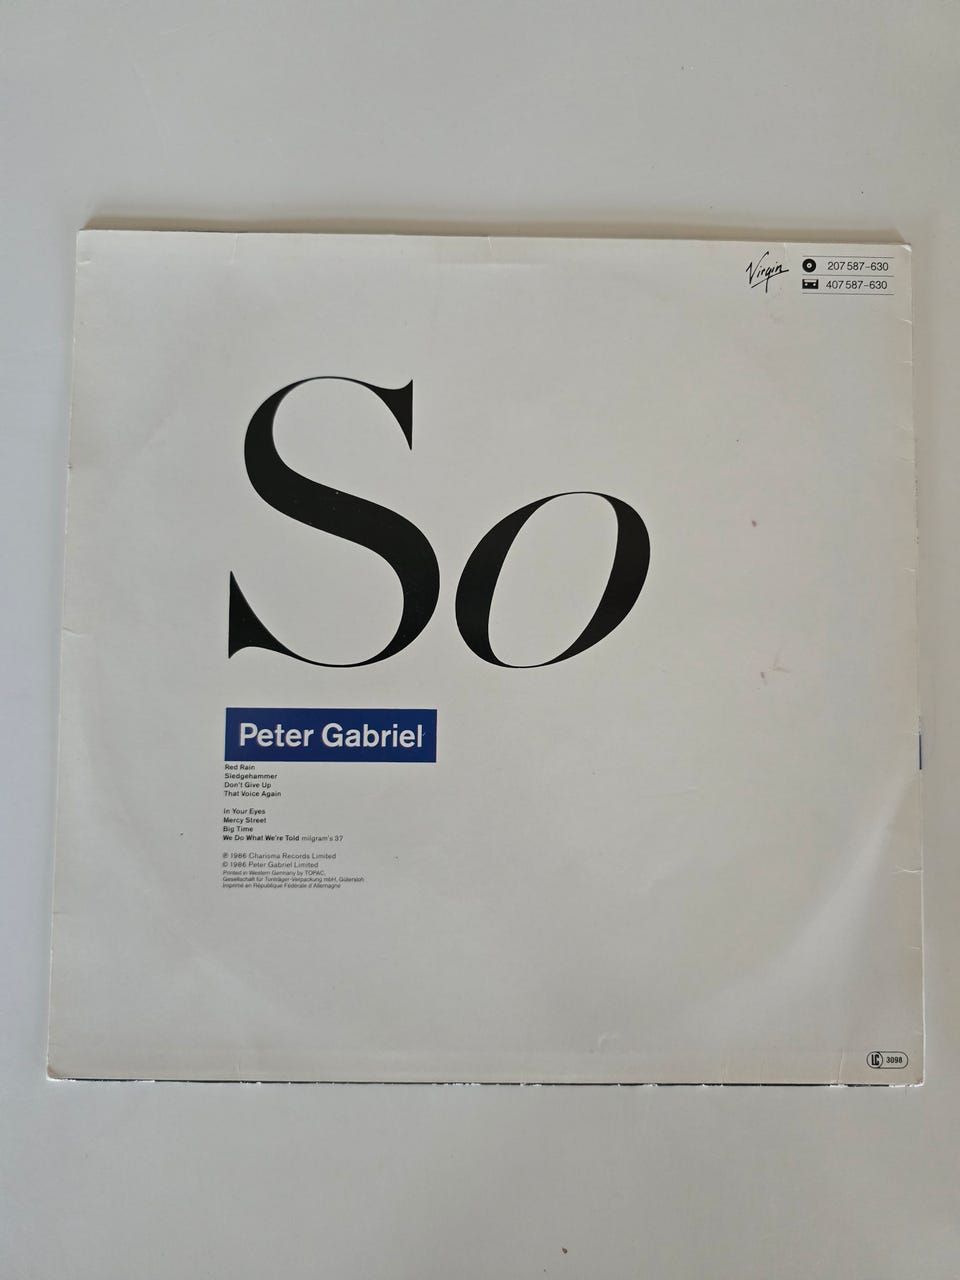 Virgin
207 587-630
407 587-630
So
Peter Gabriel
Red Rain
Sledgehammer
Don't Give Up
That Voice Again
In Your Eyes
Mercy Street
Big Time
We Do What We're Told milgram's 37
℗ 1986 Charisma Records Limited
© 1986 Peter Gabriel Limited
Printed in Western Germany by TOPAC,
Gesellschaft für Tonträger-Verpackung mbH, Gütersloh
Imprimé en République Fédérale d'Allemagne
LC 3098